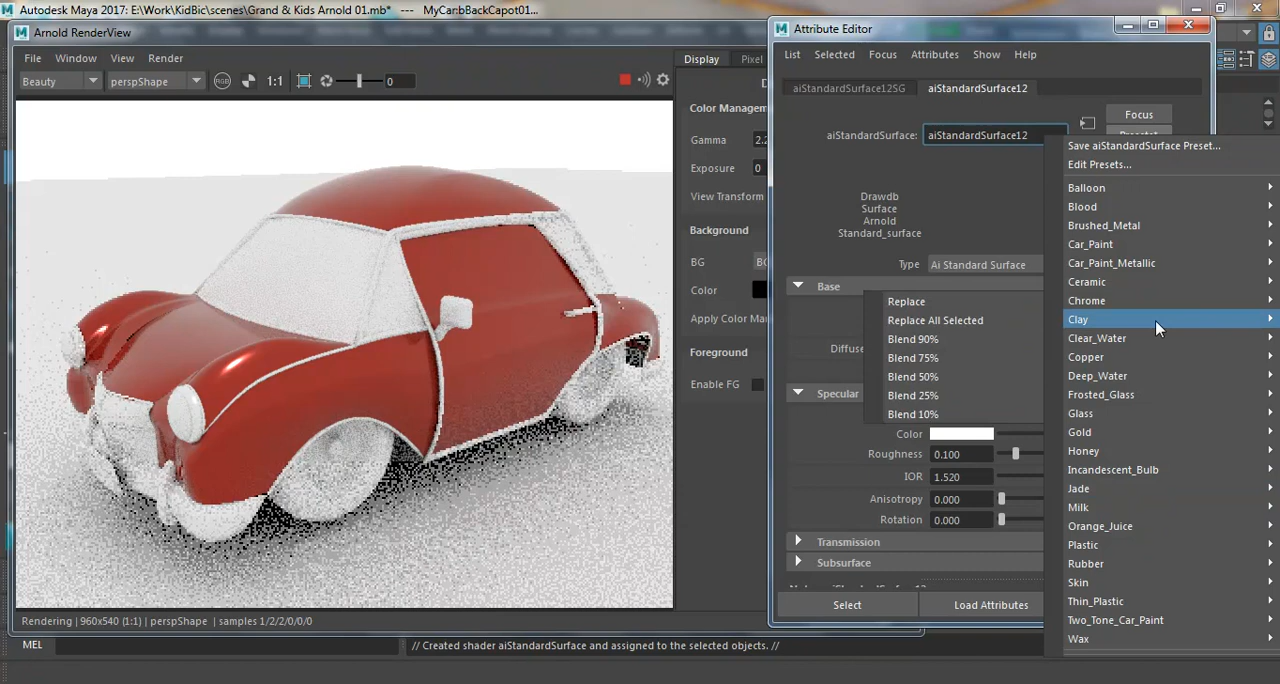 Autodesk Maya 2017: E:\Work\KidBic\scenes\Grand & Kids Arnold 01.mb* --- MyCar:bBackCapot01...
Arnold RenderView
File Window View Render
Beauty perspShape RGB 1:1 0
Display Pixel
Color Management
Gamma 2.2
Exposure 0
View Transform
Background
BG
Color
Apply Color
Foreground
Enable FG
Rendering | 960x540 (1:1) | perspShape | samples 1/2/2/0/0/0
MEL
// Created shader aiStandardSurface and assigned to the selected objects. //
Attribute Editor
List Selected Focus Attributes Show Help
aiStandardSurface12SG aiStandardSurface12
aiStandardSurface: aiStandardSurface12
Focus
Presets*
Drawdb
Surface
Arnold
Standard_surface
Type Ai Standard Surface
Base
Replace
Replace All Selected
Blend 90%
Diffuse
Blend 75%
Blend 50%
Blend 25%
Blend 10%
Specular
Color
Roughness 0.100
IOR 1.520
Anisotropy 0.000
Rotation 0.000
Transmission
Subsurface
Select Load Attributes
Save aiStandardSurface Preset...
Edit Presets...
Balloon
Blood
Brushed_Metal
Car_Paint
Car_Paint_Metallic
Ceramic
Chrome
Clay
Clear_Water
Copper
Deep_Water
Frosted_Glass
Glass
Gold
Honey
Incandescent_Bulb
Jade
Milk
Orange_Juice
Plastic
Rubber
Skin
Thin_Plastic
Two_Tone_Car_Paint
Wax